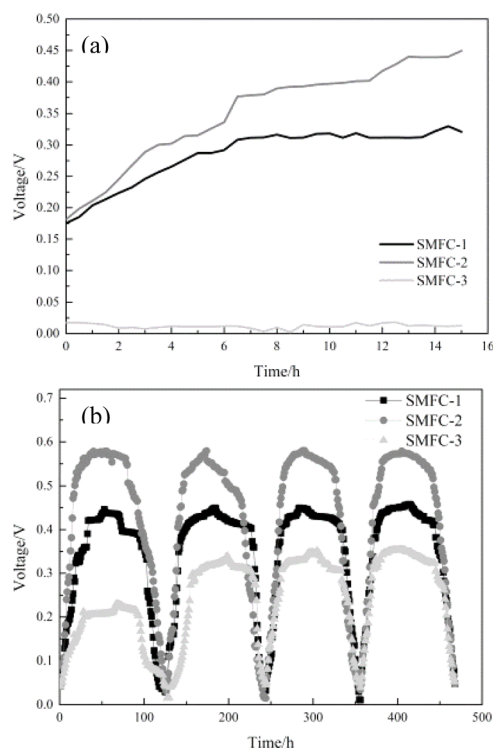 0.50
(a)
0.45
0.40
0.35
0.30
0.25
0.20
0.15
0.10
0.05
0.00
Voltage/V
SMFC-1
SMFC-2
SMFC-3
0 2 4 6 8 10 12 14 16
Time/h
(b)
SMFC-1
SMFC-2
SMFC-3
0.7
0.6
0.5
0.4
0.3
0.2
0.1
0.0
Voltage/V
0 100 200 300 400 500
Time/h